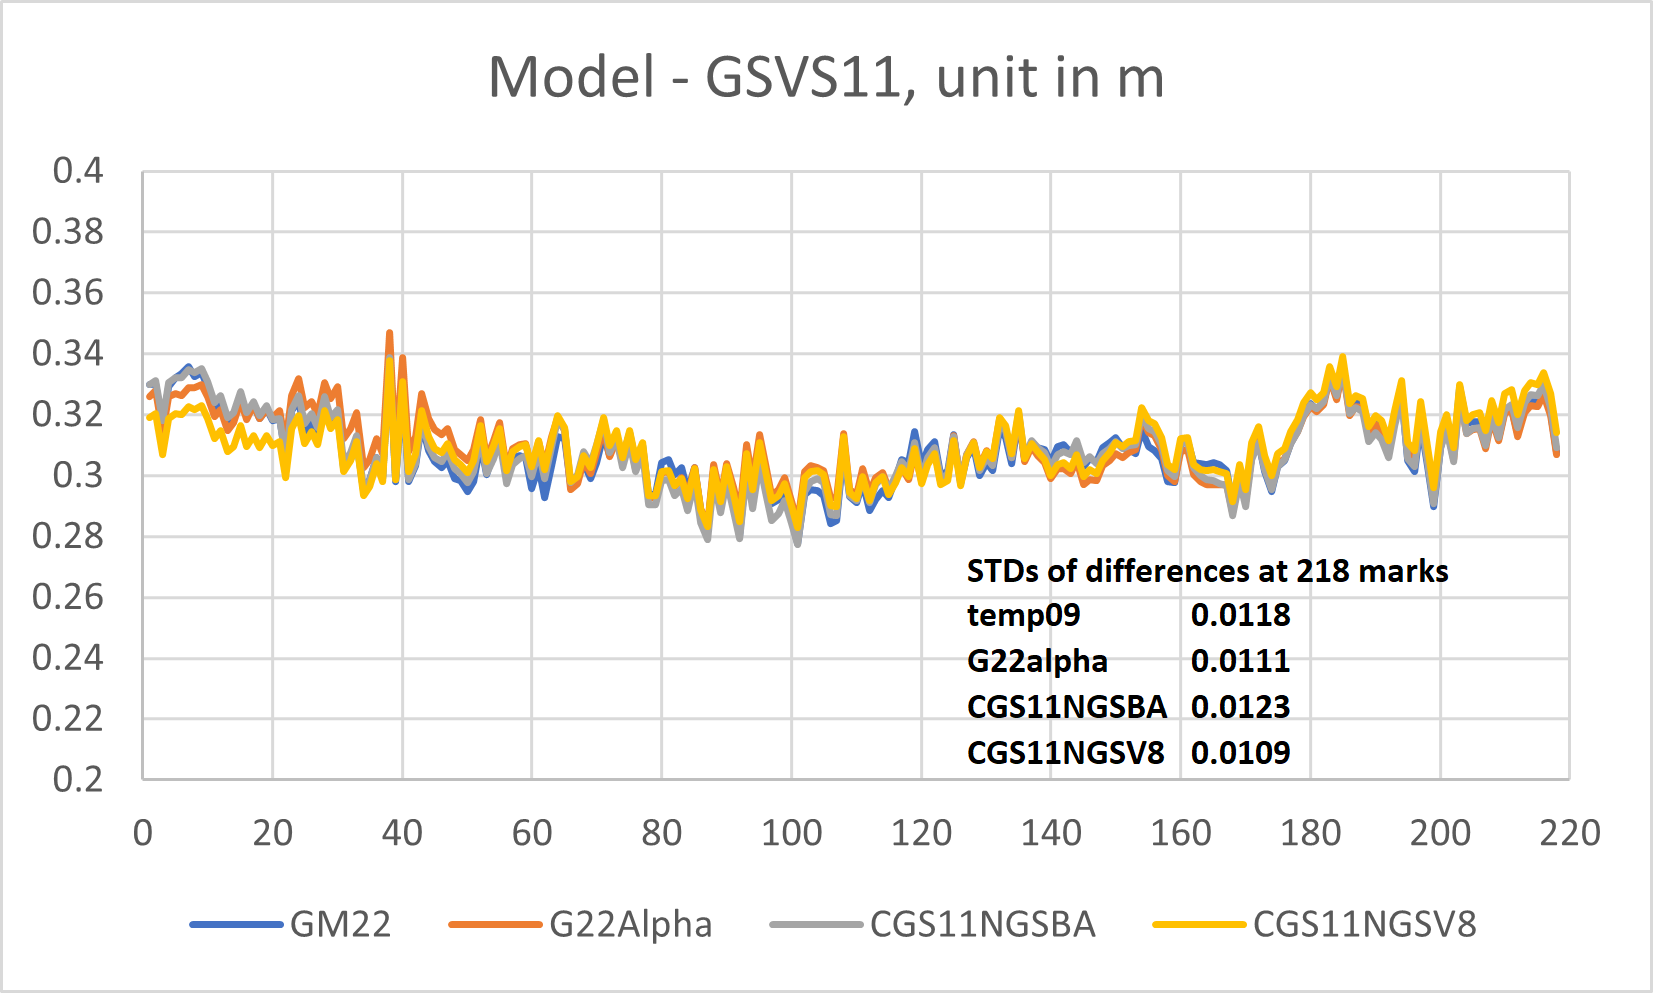 Model - GSVS11, unit in m
0.4
0.38
0.36
0.34
0.32
0.3
0.28
0.26
0.24
0.22
0.2
STDs of differences at 218 marks
temp09 0.0118
G22alpha 0.0111
CGS11NGSBA 0.0123
CGS11NGSV8 0.0109
0 20 40 60 80 100 120 140 160 180 200 220
GM22 G22Alpha CGS11NGSBA CGS11NGSV8